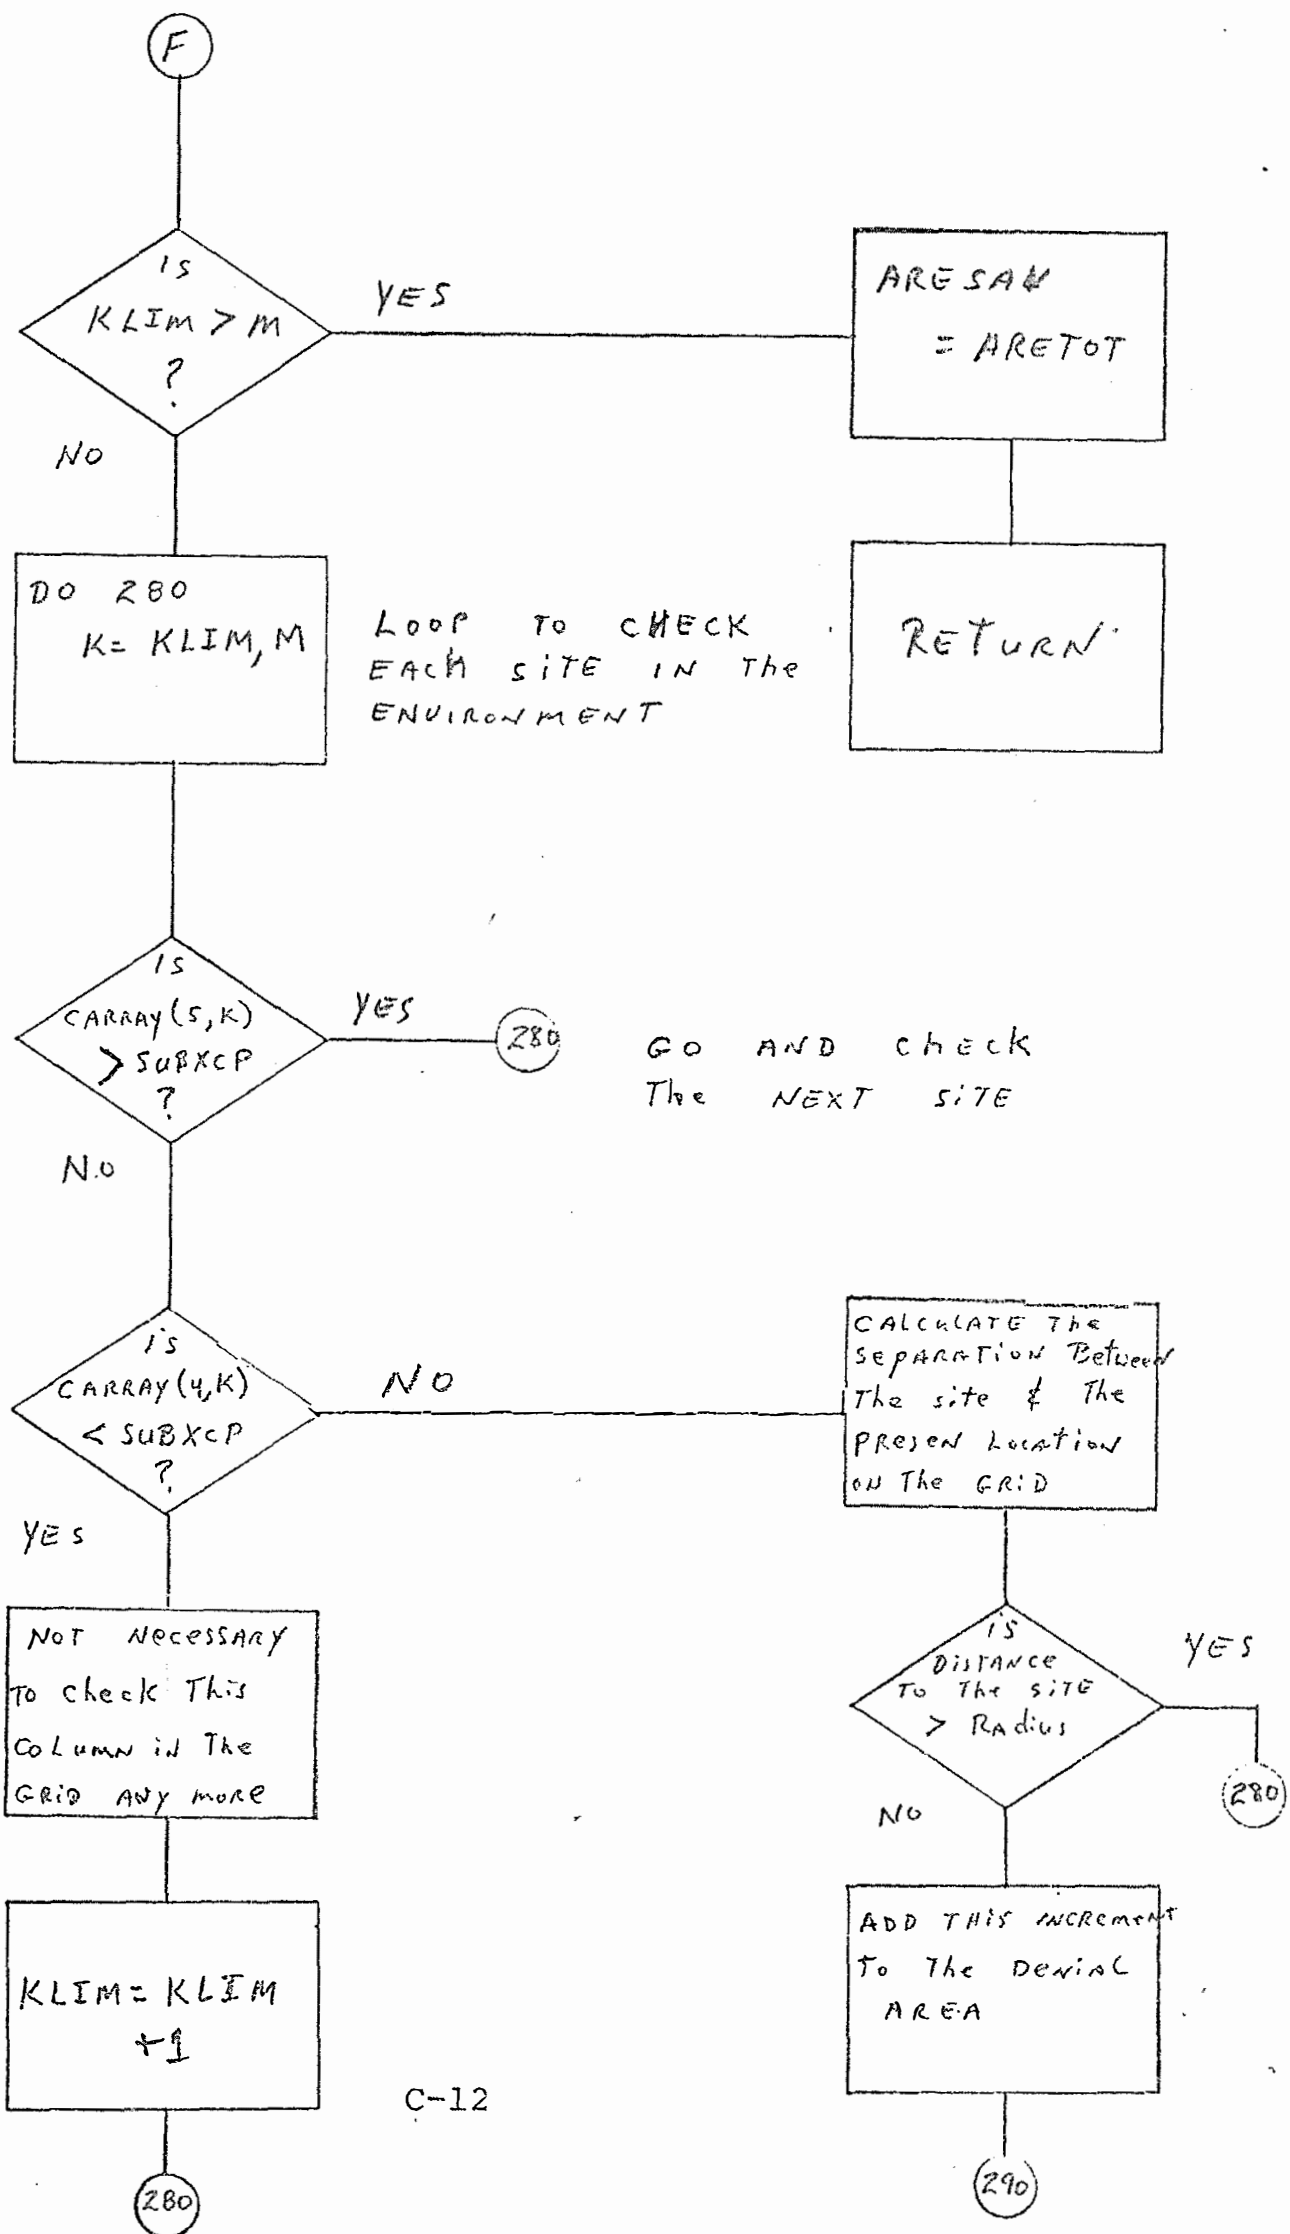 F
IS
KLIM > M
?
YES
ARESAV
= ARETOT
NO
DO 280
K= KLIM, M
LOOP TO CHECK
EACH SITE IN The
ENVIRONMENT
RETURN
IS
CARRAY(5,K)
> SUBXCP
?
YES
280
GO AND CHECK
The NEXT SITE
NO
is
CARRAY(4,K)
< SUBXCP
?
NO
CALCULATE The
SEPARATION Between
The site & The
PRESEN LOCATION
ON The GRID
YES
NOT Necessary
To check This
COLUMN in The
GRID ANY more
is
DISTANCE
TO The SITE
> Radius
YES
280
NO
KLIM= KLIM
+1
ADD THIS INCREMENT
To The DENIAL
AREA
C-12
280
290